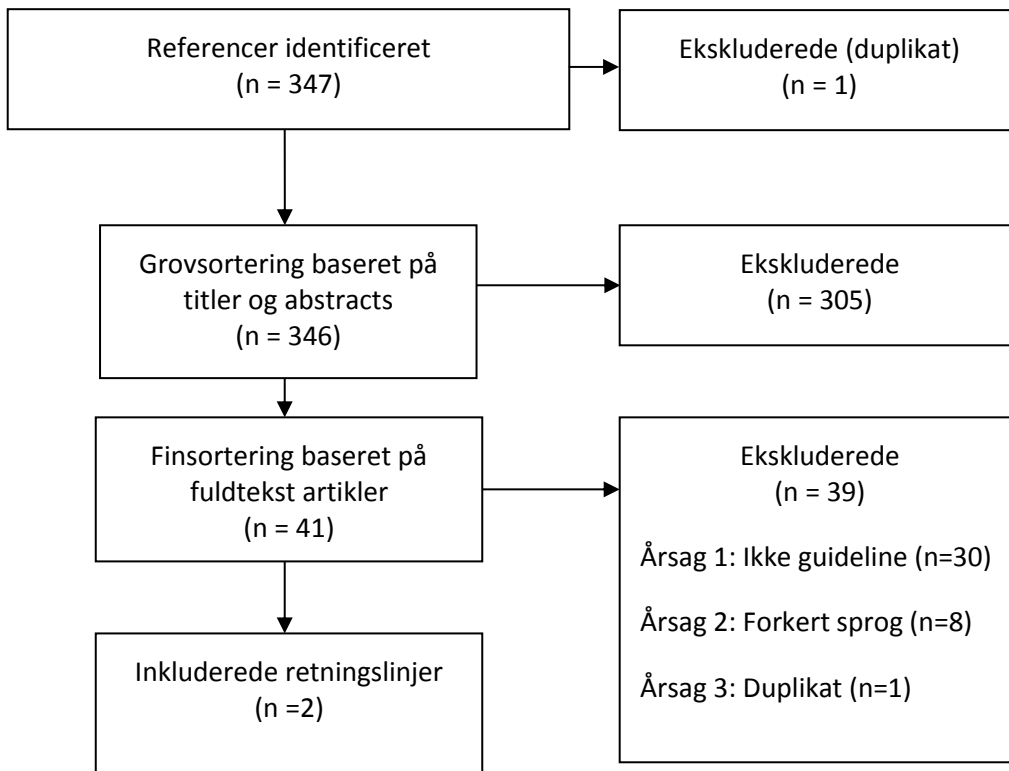 Referencer identificeret
(n = 347)
Ekskluderede (duplikat)
(n = 1)
Grovsortering baseret på
titler og abstracts
(n = 346)
Ekskluderede
(n = 305)
Finsortering baseret på
fuldtekst artikler
(n = 41)
Ekskluderede
(n = 39)
Årsag 1: Ikke guideline (n=30)
Årsag 2: Forkert sprog (n=8)
Årsag 3: Duplikat (n=1)
Inkluderede retningslinjer
(n =2)